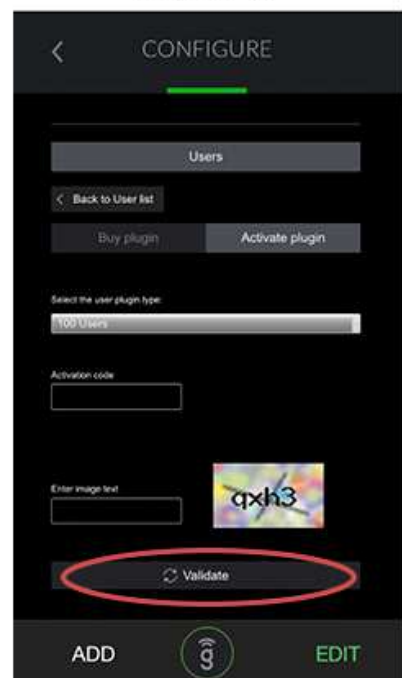 CONFIGURE
Users
Back to User list
Buy plugin
Activate plugin
Select the user plugin type:
100 Users
Activation code
Enter image text
qxh3
Validate
ADD
g
EDIT